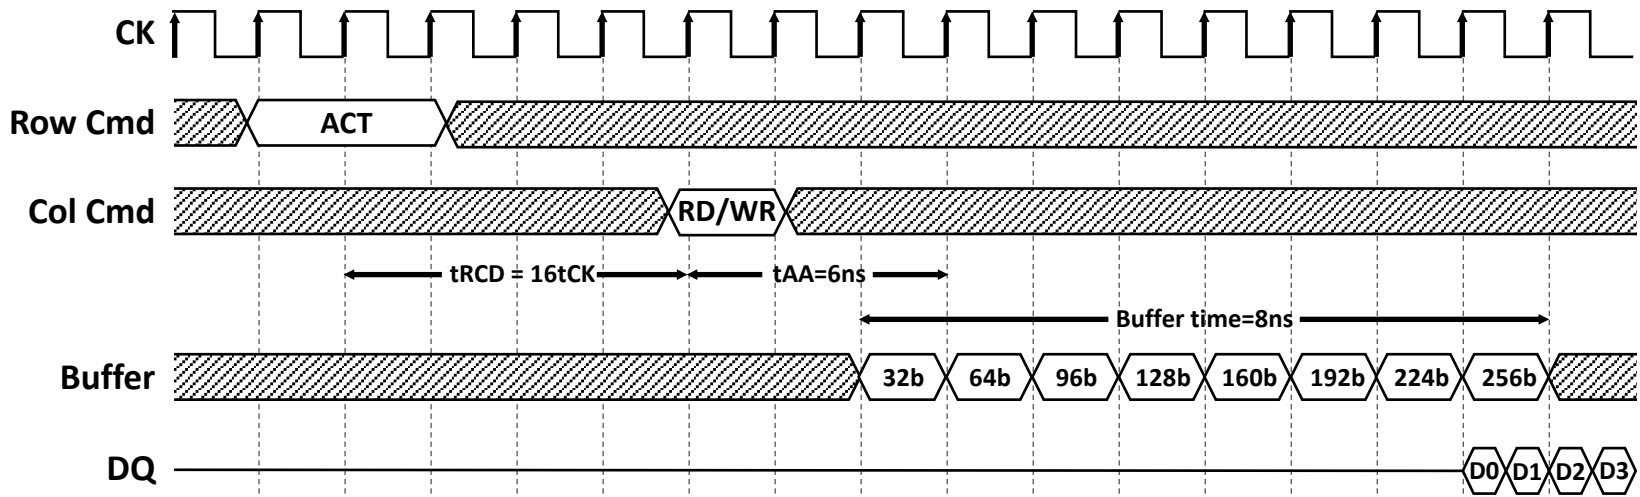 CK
Row Cmd
ACT
Col Cmd
RD/WR
tRCD = 16tCK
tAA=6ns
Buffer time=8ns
Buffer
32b 64b 96b 128b 160b 192b 224b 256b
DQ
D0 D1 D2 D3